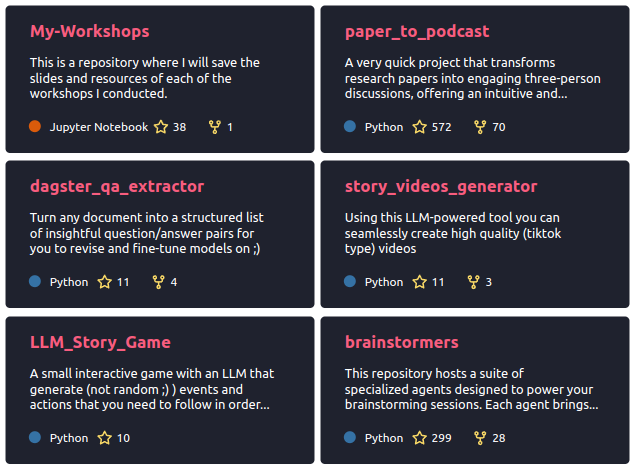 My-Workshops
This is a repository where I will save the
slides and resources of each of the
workshops I conducted.
Jupyter Notebook 38 1
paper_to_podcast
A very quick project that transforms
research papers into engaging three-person
discussions, offering an intuitive and...
Python 572 70
dagster_qa_extractor
Turn any document into a structured list
of insightful question/answer pairs for
you to revise and fine-tune models on ;)
Python 11 4
story_videos_generator
Using this LLM-powered tool you can
seamlessly create high quality (tiktok
type) videos
Python 11 3
LLM_Story_Game
A small interactive game with an LLM that
generate (not random ;) ) events and
actions that you need to follow in order...
Python 10
brainstormers
This repository hosts a suite of
specialized agents designed to power your
brainstorming sessions. Each agent brings...
Python 299 28